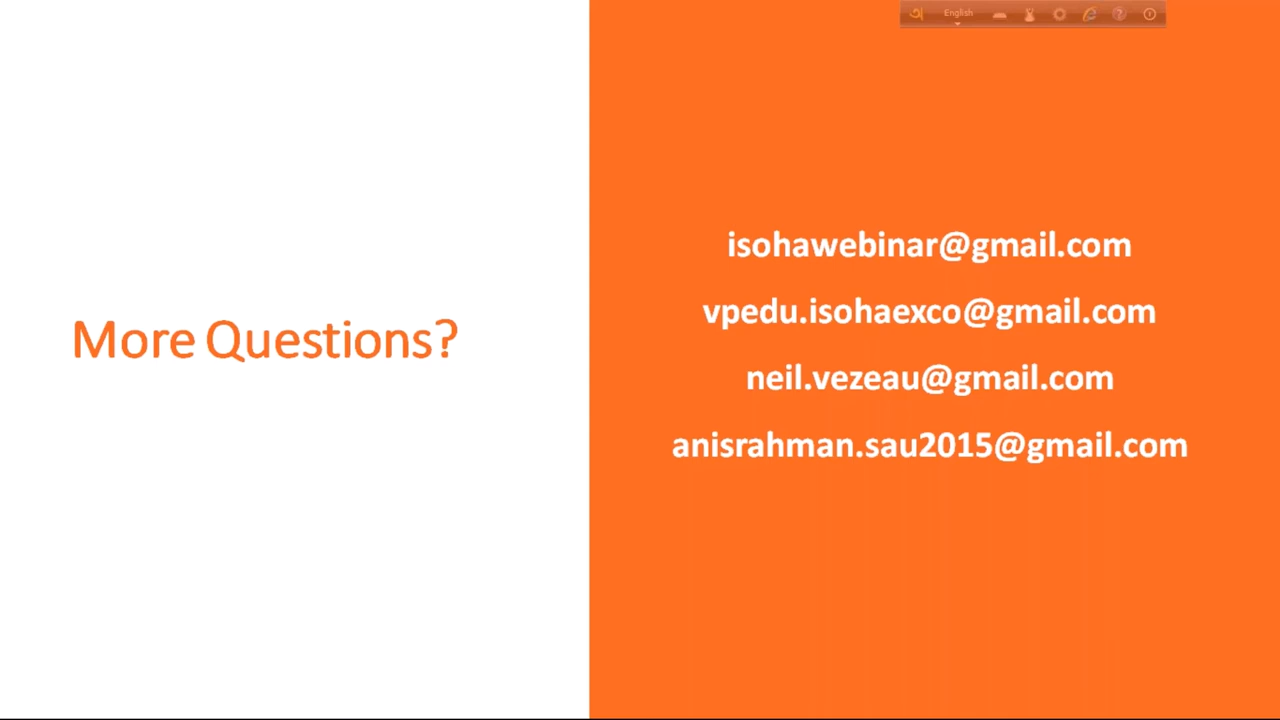 অ English
More Questions?
isohawebinar@gmail.com
vpedu.isohaexco@gmail.com
neil.vezeau@gmail.com
anisrahman.sau2015@gmail.com